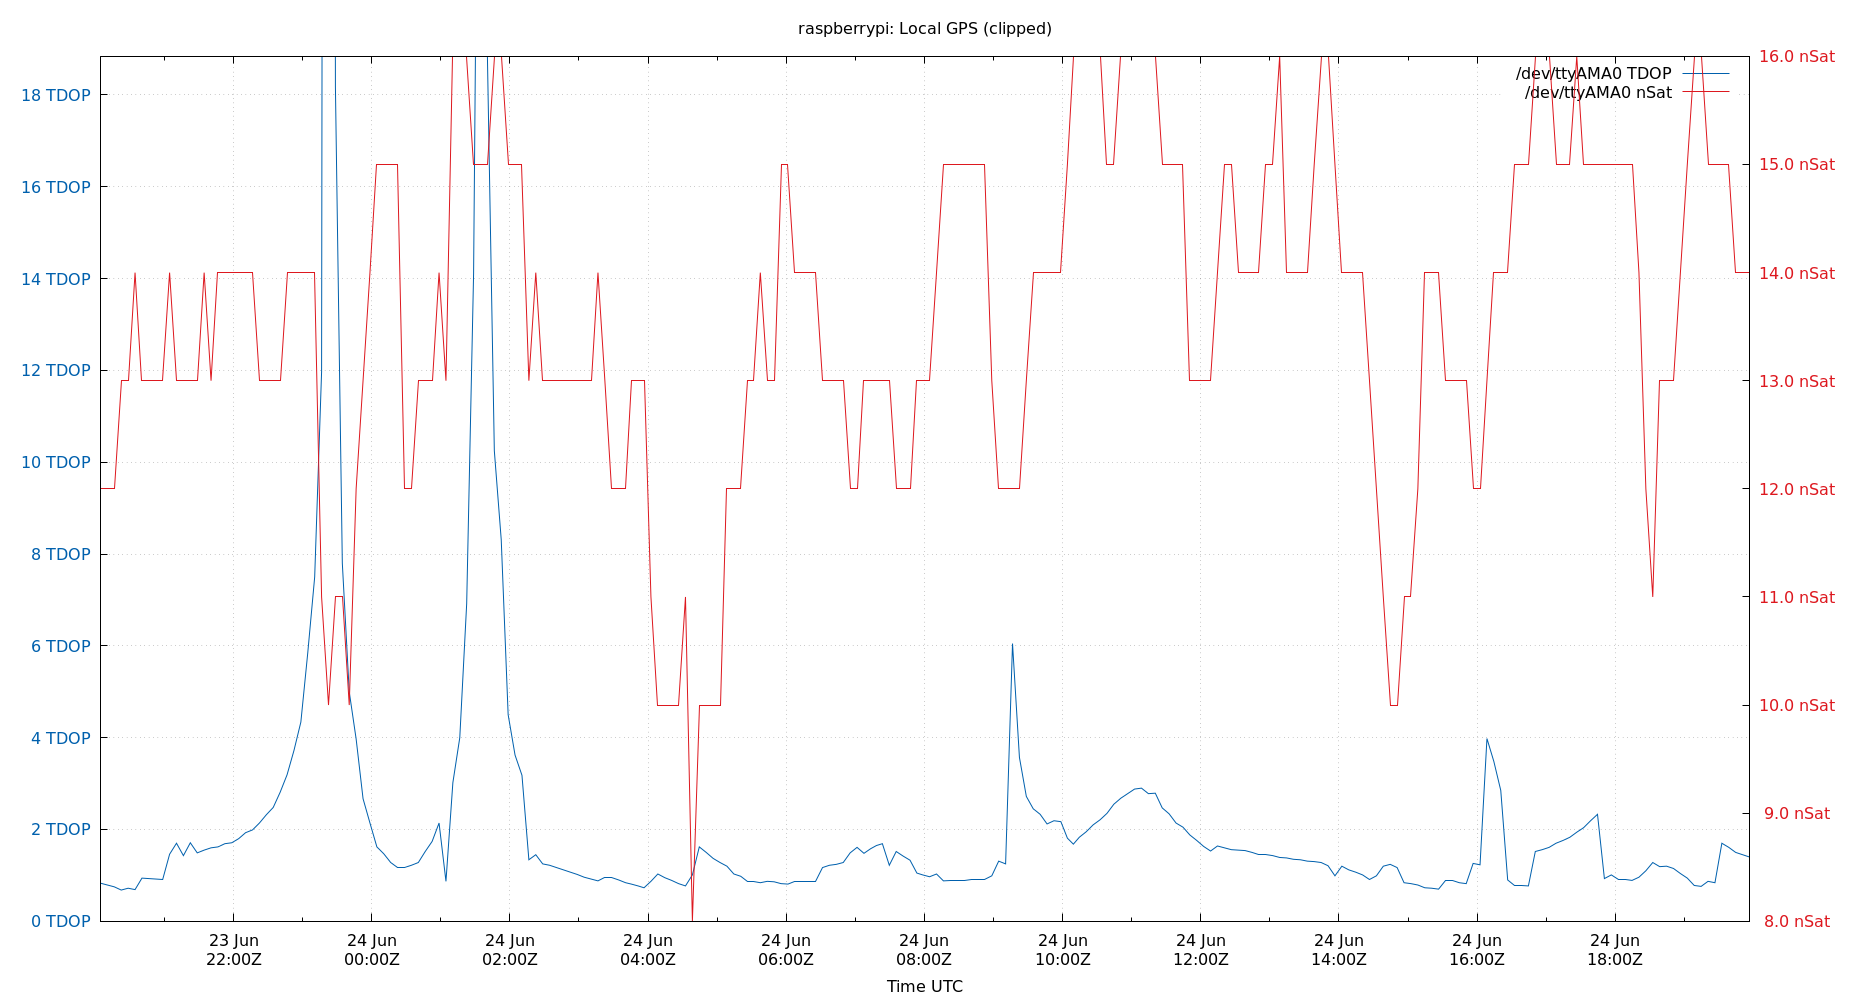 raspberrypi: Local GPS (clipped)
16.0 nSat
/dev/ttyAMA0 TDOP
/dev/ttyAMA0 nSat
18 TDOP
15.0 nSat
16 TDOP
14.0 nSat
14 TDOP
12 TDOP
13.0 nSat
10 TDOP
12.0 nSat
8 TDOP
11.0 nSat
6 TDOP
10.0 nSat
4 TDOP
9.0 nSat
2 TDOP
0 TDOP
8.0 nSat
23 Jun 24 Jun 24 Jun 24 Jun 24 Jun 24 Jun 24 Jun 24 Jun 24 Jun 24 Jun 24 Jun
22:00Z 00:00Z 02:00Z 04:00Z 06:00Z 08:00Z 10:00Z 12:00Z 14:00Z 16:00Z 18:00Z
Time UTC